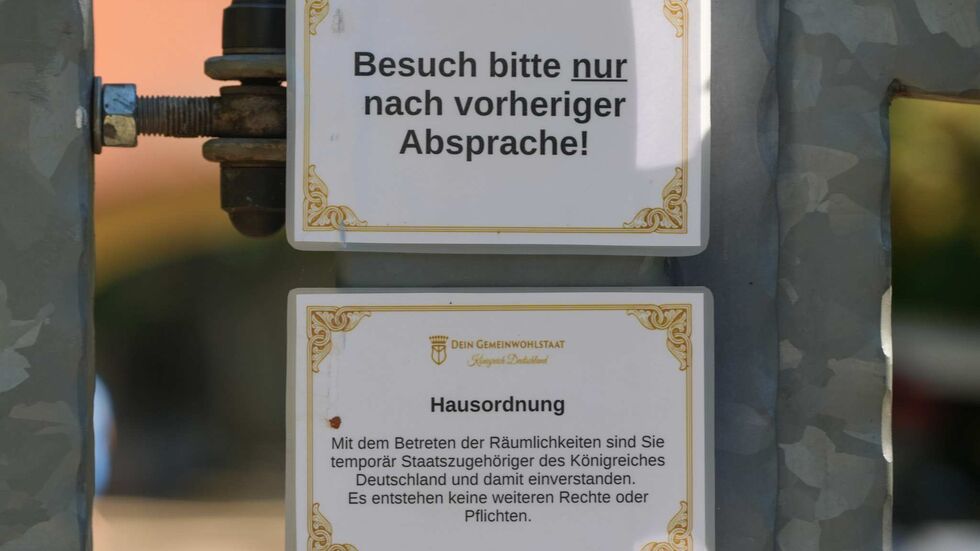 Besuch bitte nur
nach vorheriger
Absprache!
DEIN GEMEINWOHLSTAAT
Königreich Deutschland
Hausordnung
Mit dem Betreten der Räumlichkeiten sind Sie
temporär Staatszugehöriger des Königreiches
Deutschland und damit einverstanden.
Es entstehen keine weiteren Rechte oder
Pflichten.